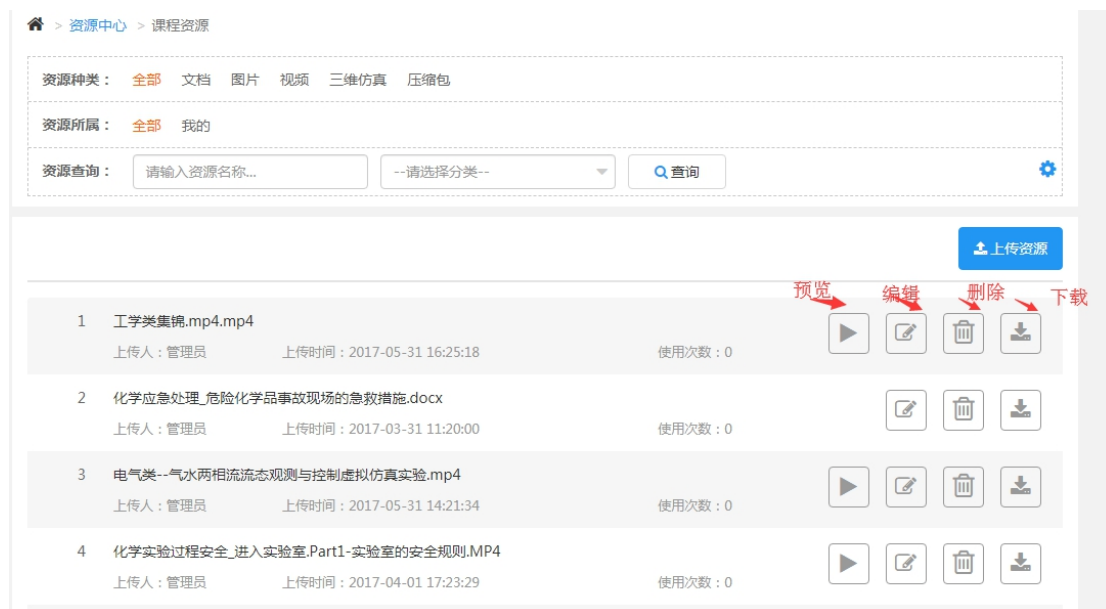 > 资源中心 > 课程资源
资源种类： 全部 文档 图片 视频 三维仿真 压缩包
资源所属： 全部 我的
资源查询： 请输入资源名称... --请选择分类-- 查询
上传资源
预览 编辑 删除 下载
1 工学类集锦.mp4.mp4
上传人：管理员 上传时间：2017-05-31 16:25:18 使用次数：0
2 化学应急处理_危险化学品事故现场的急救措施.docx
上传人：管理员 上传时间：2017-03-31 11:20:00 使用次数：0
3 电气类--气水两相流流态观测与控制虚拟仿真实验.mp4
上传人：管理员 上传时间：2017-05-31 14:21:34 使用次数：0
4 化学实验过程安全_进入实验室.Part1-实验室的安全规则.MP4
上传人：管理员 上传时间：2017-04-01 17:23:29 使用次数：0